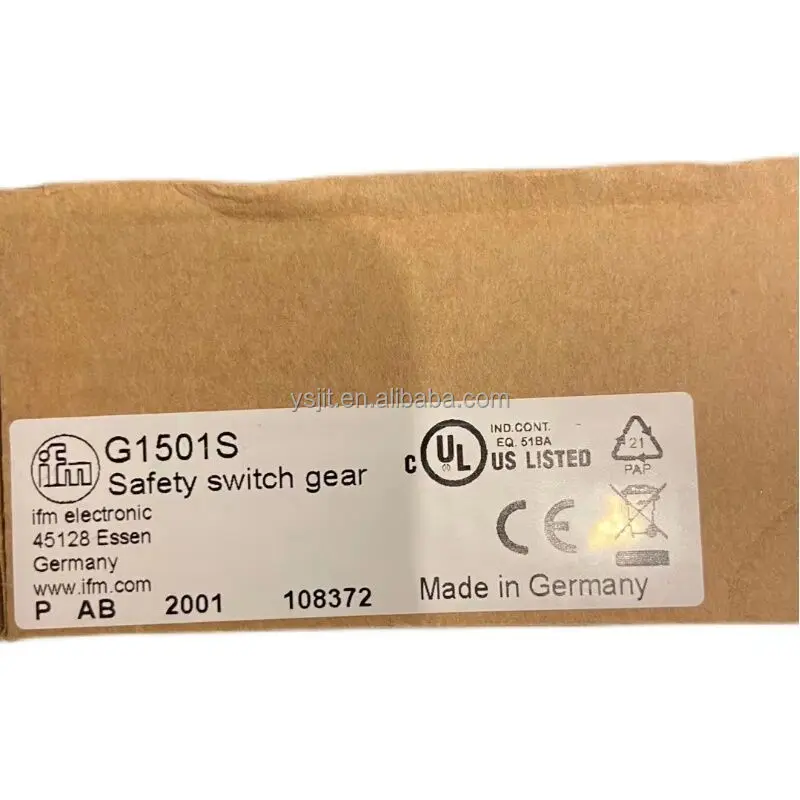 ysjit.en.alibaba.com
ifm
G1501S
Safety switch gear
ifm electronic
45128 Essen
Germany
www.ifm.com
P AB 2001 108372
C UL US LISTED
IND.CONT.
EQ. 51BA
21
PAP
CE
Made in Germany